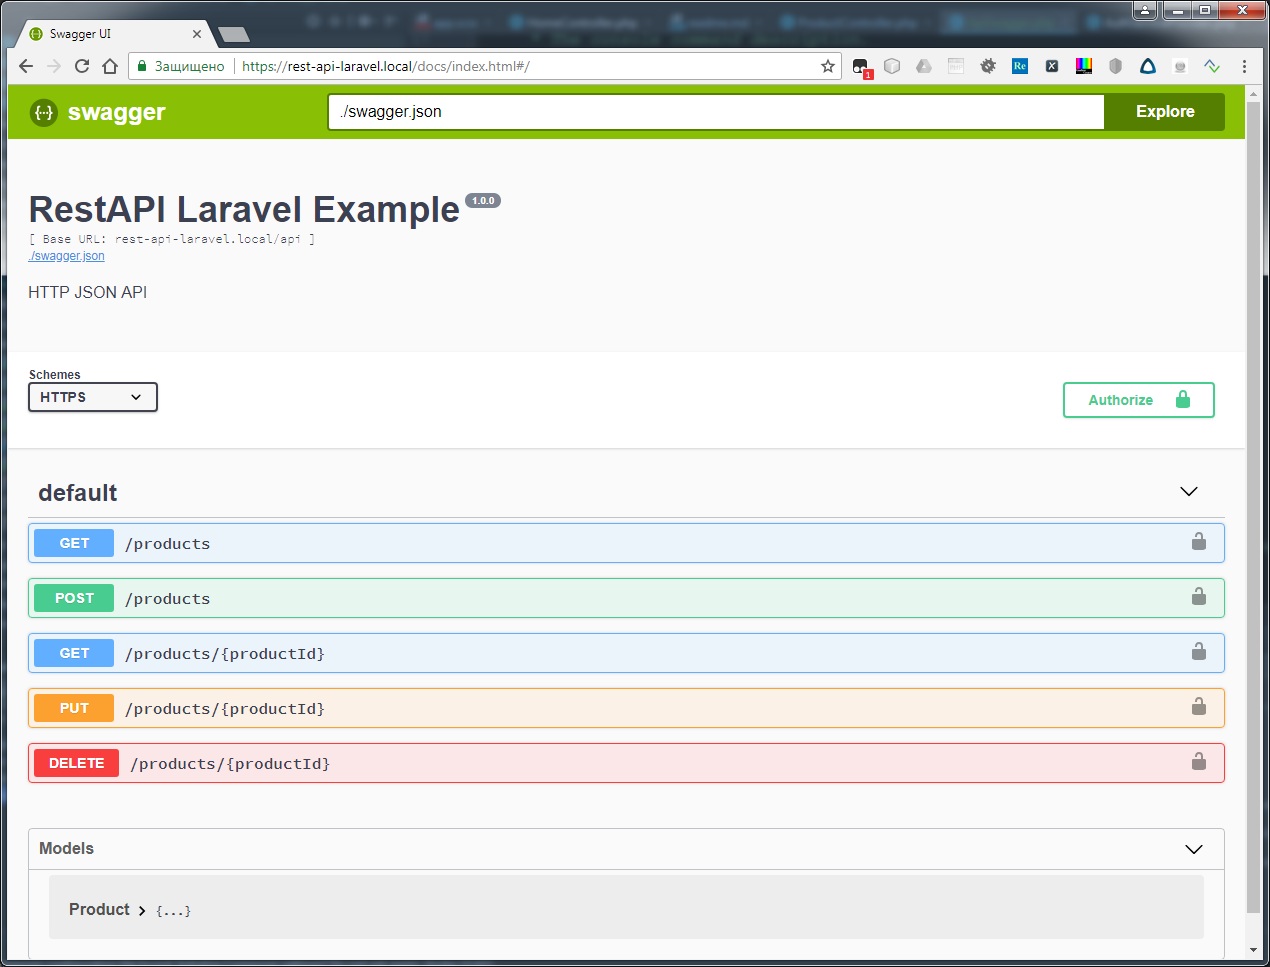 Swagger UI
Защищено https://rest-api-laravel.local/docs/index.html#/
1
Re
X
{··} swagger ./swagger.json Explore
RestAPI Laravel Example 1.0.0
[ Base URL: rest-api-laravel.local/api ]
./swagger.json
HTTP JSON API
Schemes
HTTPS
Authorize
default
GET /products
POST /products
GET /products/{productId}
PUT /products/{productId}
DELETE /products/{productId}
Models
Product {...}